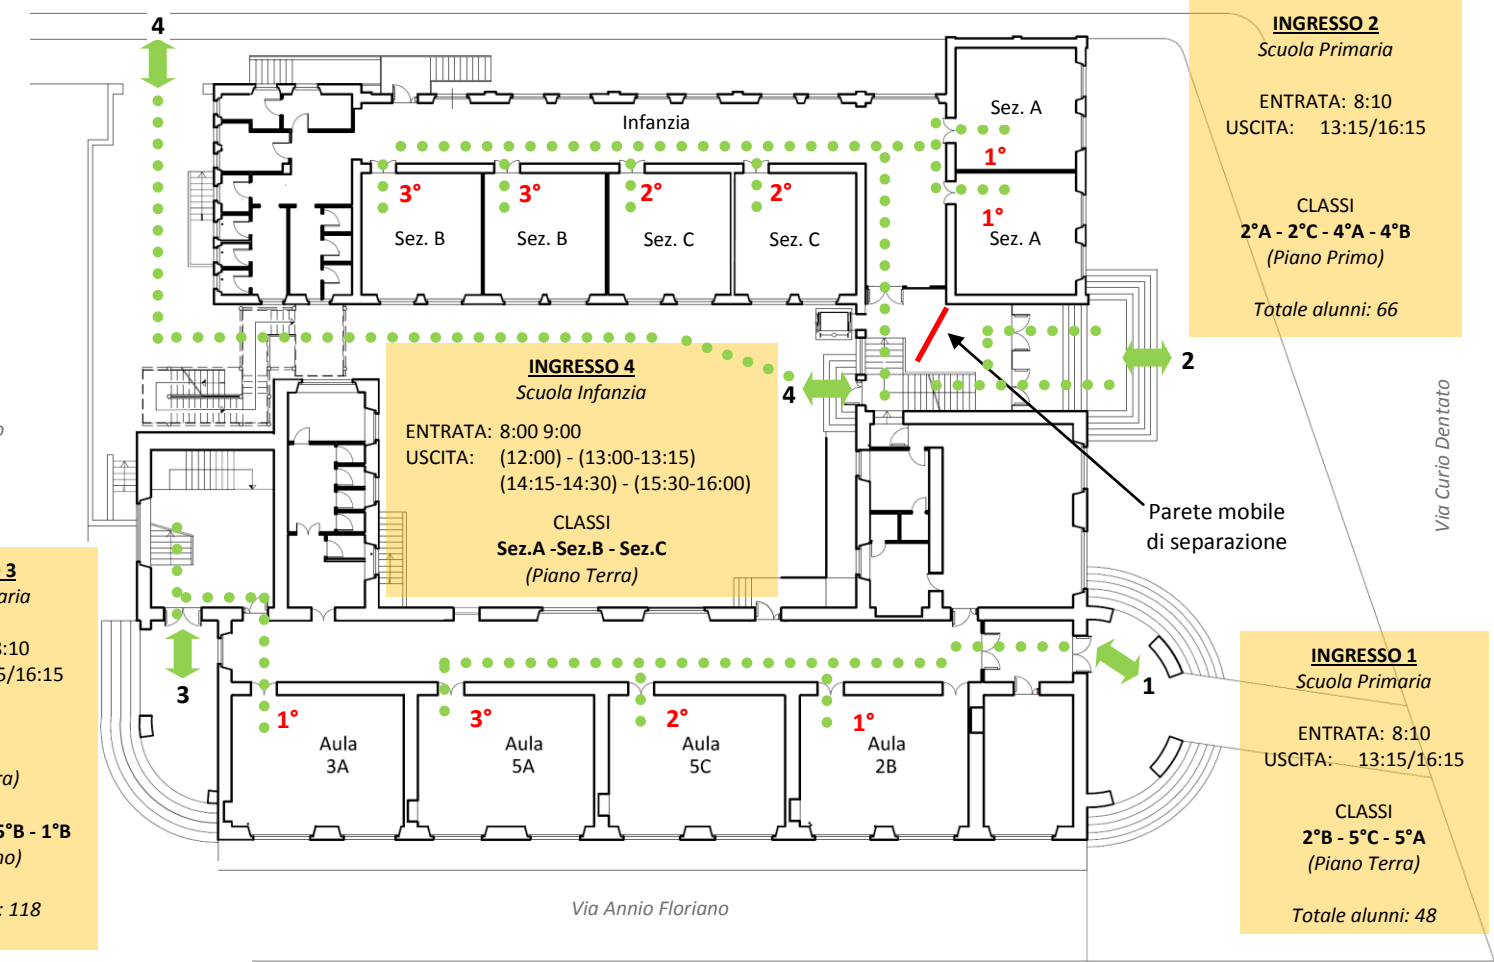 4
INGRESSO 2
Scuola Primaria
ENTRATA: 8:10
USCITA: 13:15/16:15
CLASSI
2°A - 2°C - 4°A - 4°B
(Piano Primo)
Totale alunni: 66
Infanzia
Sez. A
1°
3°
3°
2°
2°
1°
Sez. B
Sez. B
Sez. C
Sez. C
Sez. A
2
INGRESSO 4
Scuola Infanzia
ENTRATA: 8:00 9:00
USCITA: (12:00) - (13:00-13:15)
(14:15-14:30) - (15:30-16:00)
CLASSI
Sez.A -Sez.B - Sez.C
(Piano Terra)
4
Via Curio Dentato
Parete mobile
di separazione
3
aria
:10
/16:15
ra)
5°B - 1°B
no)
: 118
3
1
INGRESSO 1
Scuola Primaria
ENTRATA: 8:10
USCITA: 13:15/16:15
CLASSI
2°B - 5°C - 5°A
(Piano Terra)
Totale alunni: 48
1°
3°
2°
1°
Aula
3A
Aula
5A
Aula
5C
Aula
2B
Via Annio Floriano